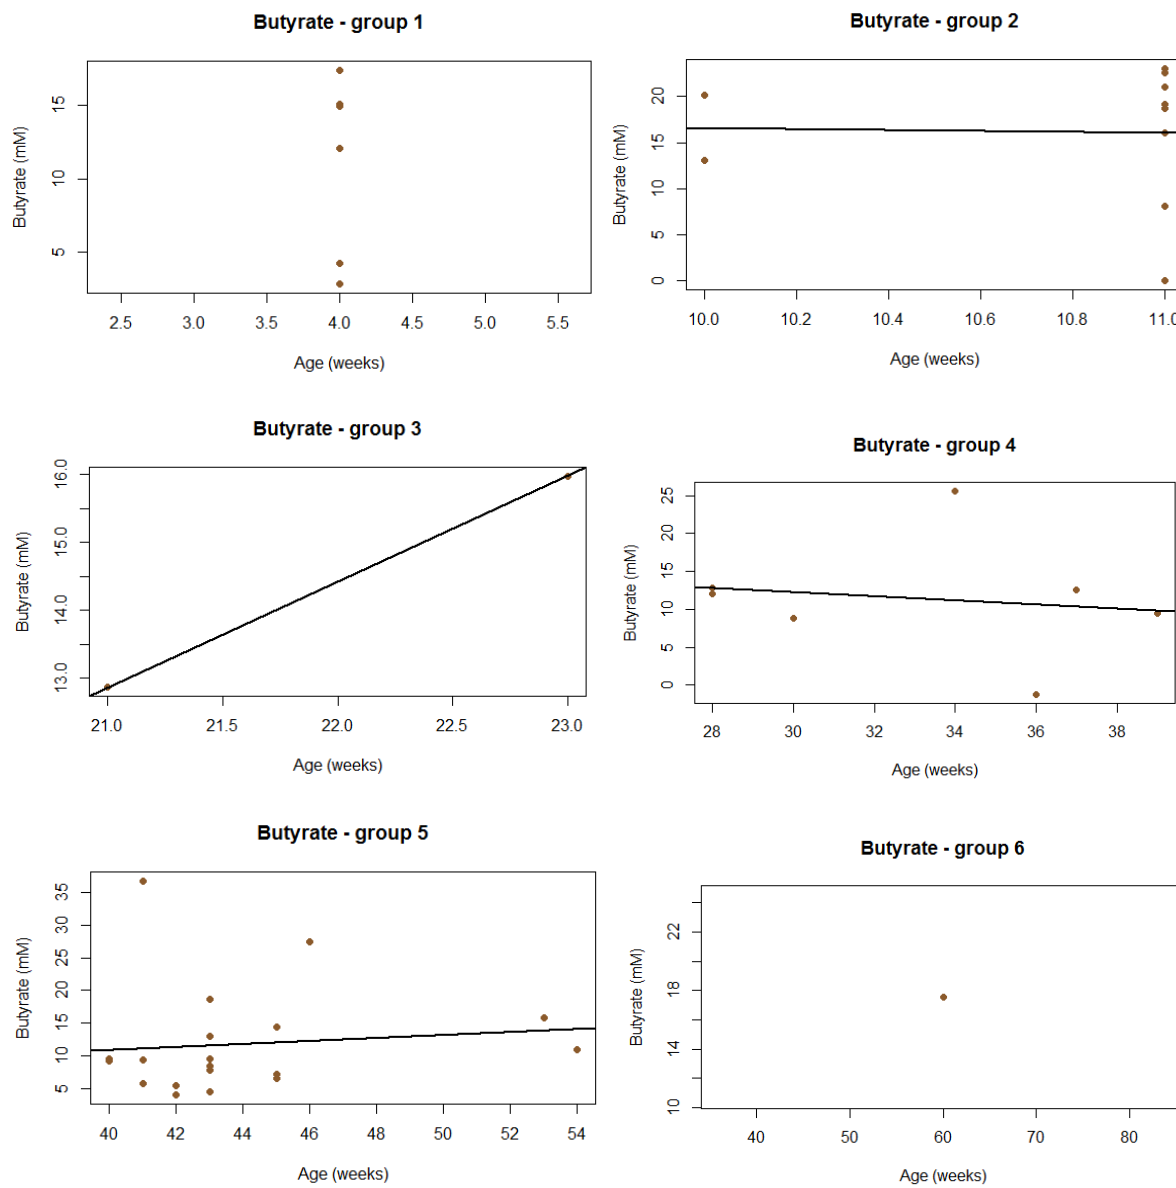 Butyrate - group 1
Butyrate (mM)
15
10
5
2.5 3.0 3.5 4.0 4.5 5.0 5.5
Age (weeks)
Butyrate - group 2
Butyrate (mM)
20
15
10
5
0
10.0 10.2 10.4 10.6 10.8 11.0
Age (weeks)
Butyrate - group 3
Butyrate (mM)
16.0
15.0
14.0
13.0
21.0 21.5 22.0 22.5 23.0
Age (weeks)
Butyrate - group 4
Butyrate (mM)
25
20
15
10
5
0
28 30 32 34 36 38
Age (weeks)
Butyrate - group 5
Butyrate (mM)
35
30
25
20
15
10
5
40 42 44 46 48 50 52 54
Age (weeks)
Butyrate - group 6
Butyrate (mM)
22
18
14
10
40 50 60 70 80
Age (weeks)